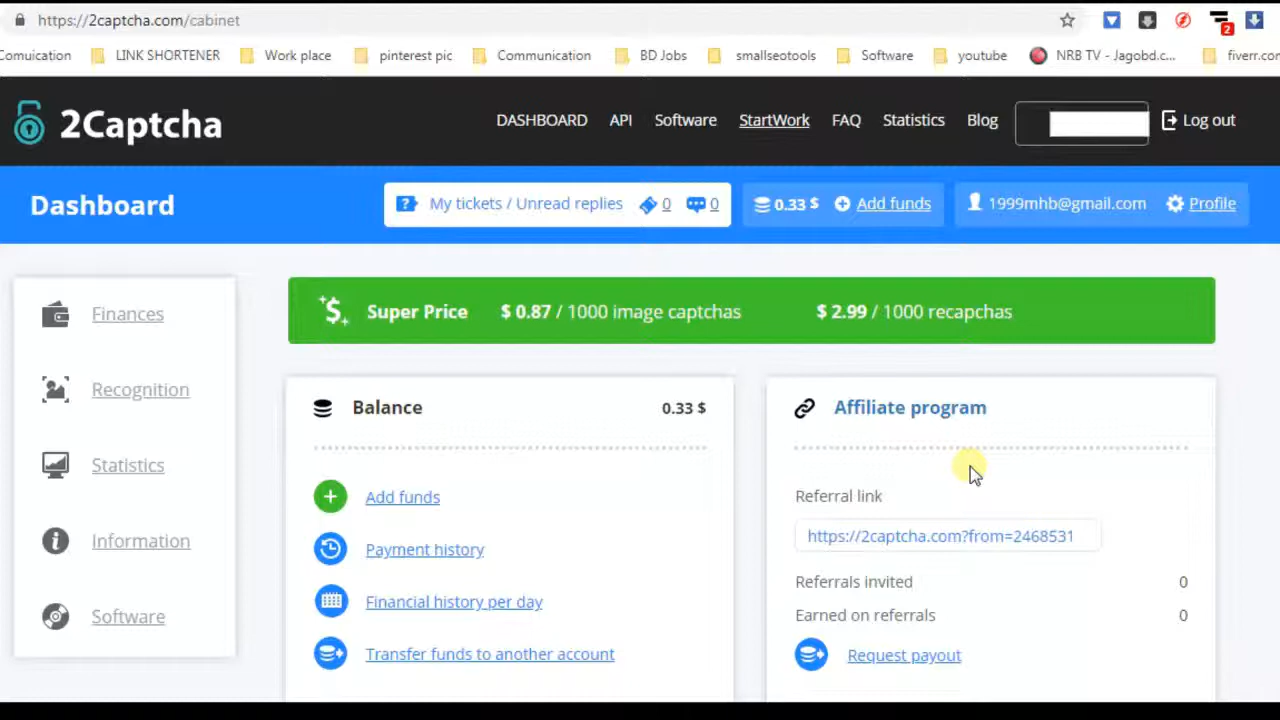 https://2captcha.com/cabinet
2
Comuication LINK SHORTENER Work place pinterest pic Communication BD Jobs smallseotools Software youtube NRB TV - Jagobd.c... fiverr.con
2Captcha DASHBOARD API Software StartWork FAQ Statistics Blog Log out
Dashboard ? My tickets / Unread replies 0 0 0.33 $ Add funds 1999mhb@gmail.com Profile
Finances
Recognition
Statistics
Information
Software
Super Price $ 0.87 / 1000 image captchas $ 2.99 / 1000 recapchas
Balance 0.33 $
Add funds
Payment history
Financial history per day
Transfer funds to another account
Affiliate program
Referral link
https://2captcha.com?from=2468531
Referrals invited 0
Earned on referrals 0
Request payout